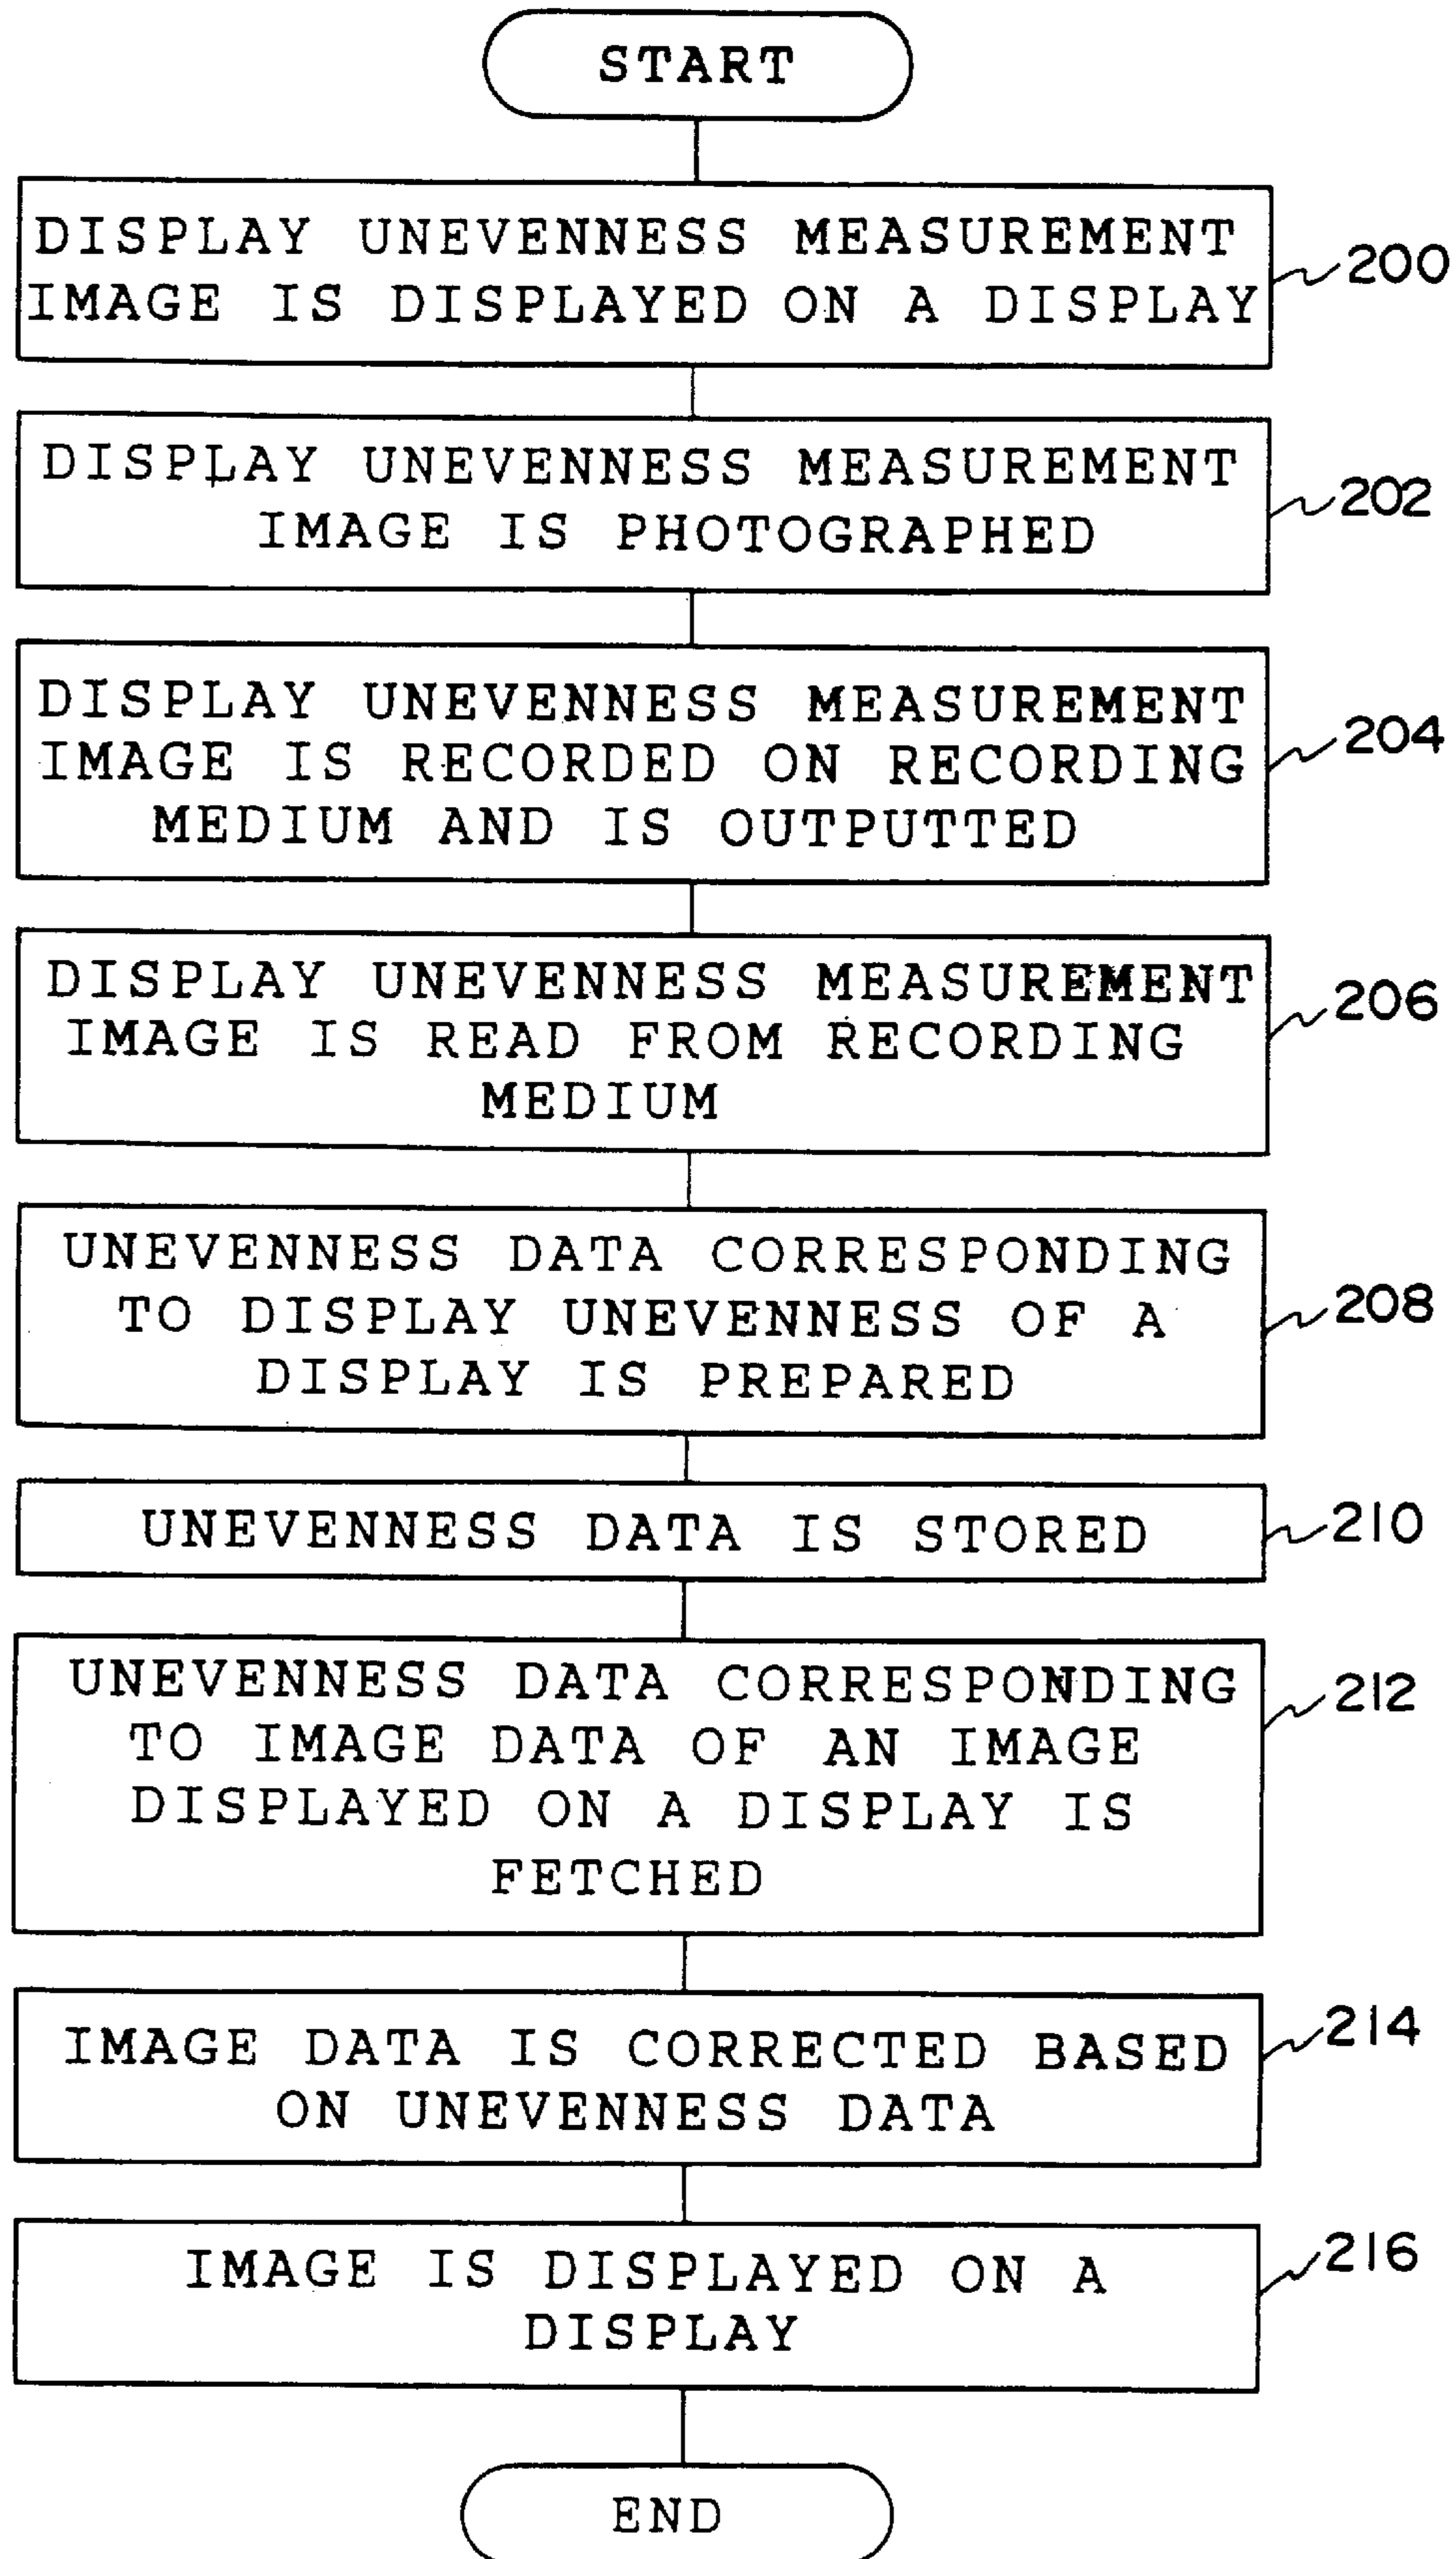 START
DISPLAY UNEVENNESS MEASUREMENT
IMAGE IS DISPLAYED ON A DISPLAY
200
DISPLAY UNEVENNESS MEASUREMENT
IMAGE IS PHOTOGRAPHED
202
DISPLAY UNEVENNESS MEASUREMENT
IMAGE IS RECORDED ON RECORDING
MEDIUM AND IS OUTPUTTED
204
DISPLAY UNEVENNESS MEASUREMENT
IMAGE IS READ FROM RECORDING
MEDIUM
206
UNEVENNESS DATA CORRESPONDING
TO DISPLAY UNEVENNESS OF A
DISPLAY IS PREPARED
208
UNEVENNESS DATA IS STORED
210
UNEVENNESS DATA CORRESPONDING
TO IMAGE DATA OF AN IMAGE
DISPLAYED ON A DISPLAY IS
FETCHED
212
IMAGE DATA IS CORRECTED BASED
ON UNEVENNESS DATA
214
IMAGE IS DISPLAYED ON A
DISPLAY
216
END